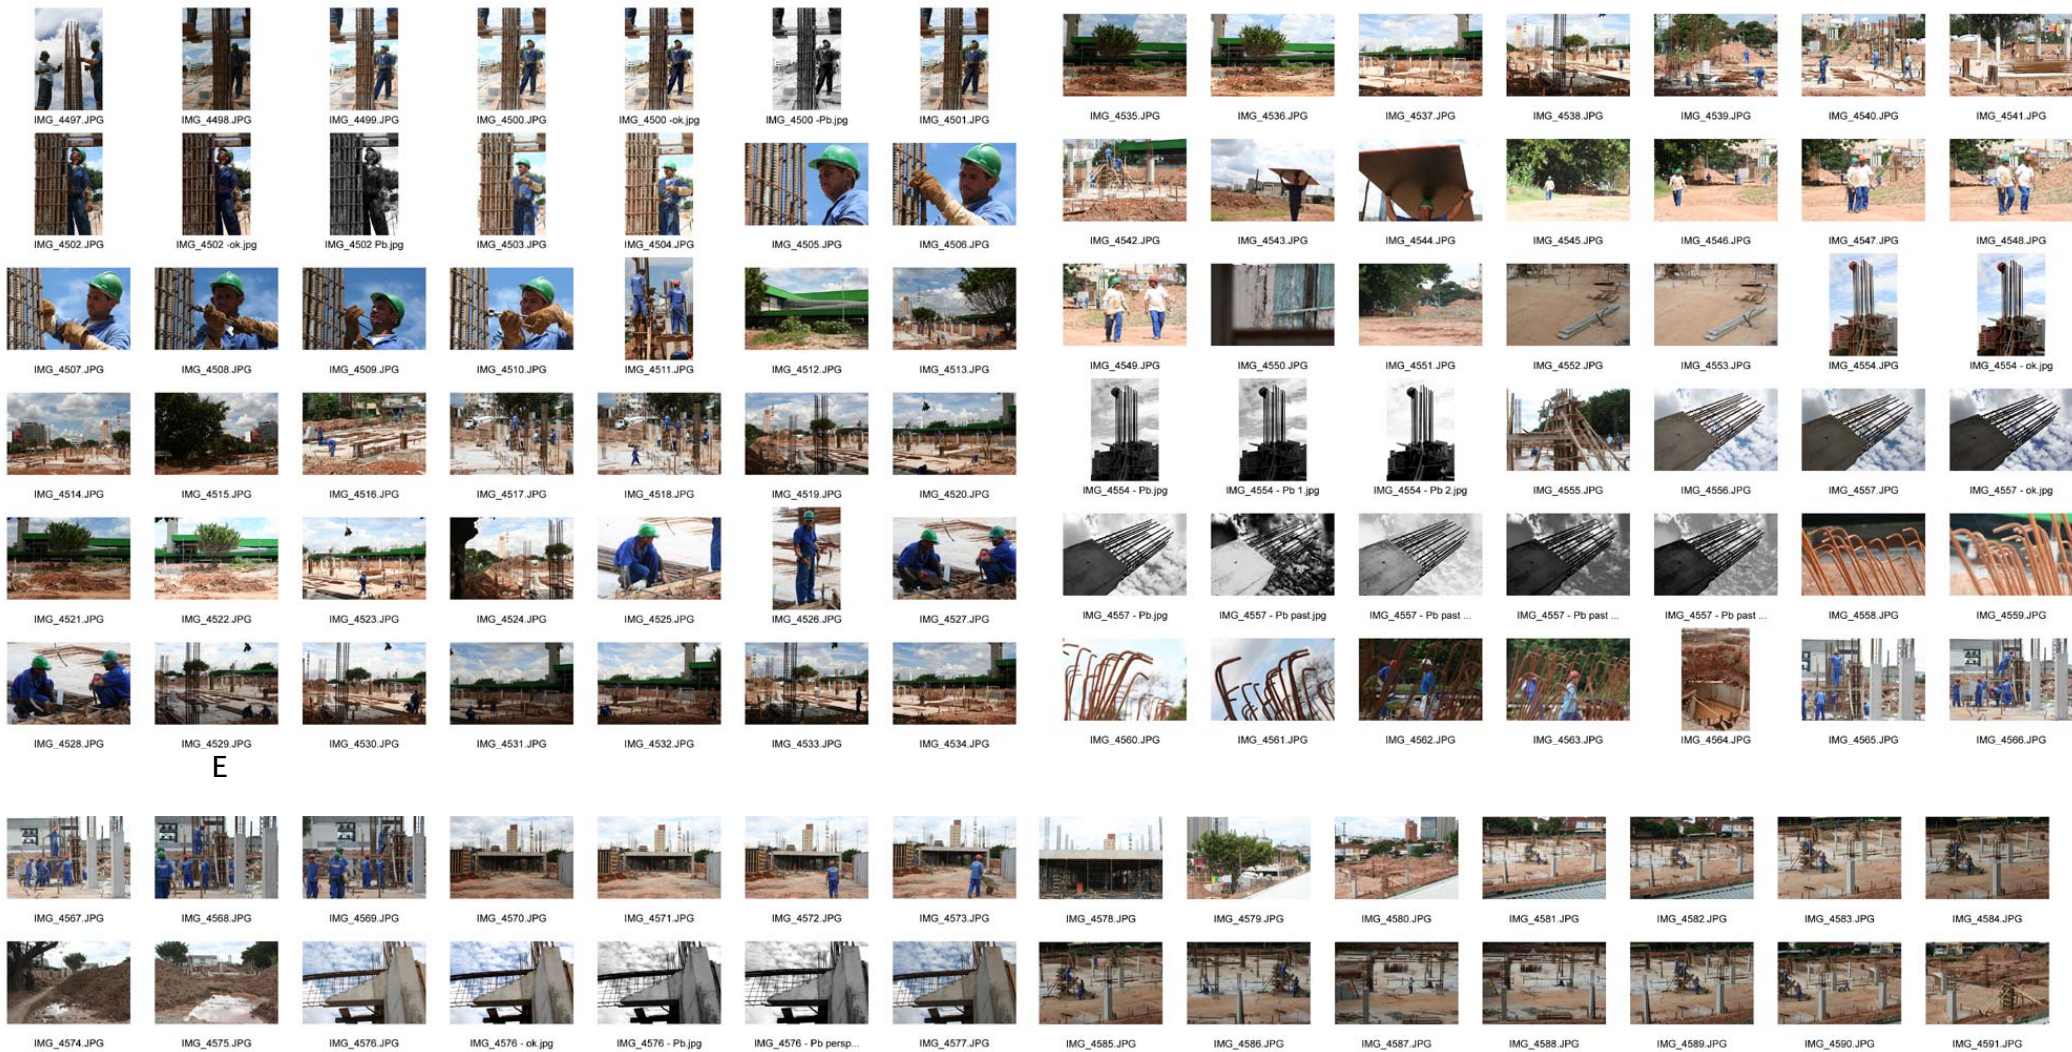 IMG_4497.JPG IMG_4498.JPG IMG_4499.JPG IMG_4500.JPG IMG_4500 -ok.jpg IMG_4500 -Pb.jpg IMG_4501.JPG
IMG_4502.JPG IMG_4502 -ok.jpg IMG_4502 Pb.jpg IMG_4503.JPG IMG_4504.JPG IMG_4505.JPG IMG_4506.JPG
IMG_4507.JPG IMG_4508.JPG IMG_4509.JPG IMG_4510.JPG IMG_4511.JPG IMG_4512.JPG IMG_4513.JPG
IMG_4514.JPG IMG_4515.JPG IMG_4516.JPG IMG_4517.JPG IMG_4518.JPG IMG_4519.JPG IMG_4520.JPG
IMG_4521.JPG IMG_4522.JPG IMG_4523.JPG IMG_4524.JPG IMG_4525.JPG IMG_4526.JPG IMG_4527.JPG
IMG_4528.JPG IMG_4529.JPG IMG_4530.JPG IMG_4531.JPG IMG_4532.JPG IMG_4533.JPG IMG_4534.JPG
E
IMG_4535.JPG IMG_4536.JPG IMG_4537.JPG IMG_4538.JPG IMG_4539.JPG IMG_4540.JPG IMG_4541.JPG
IMG_4542.JPG IMG_4543.JPG IMG_4544.JPG IMG_4545.JPG IMG_4546.JPG IMG_4547.JPG IMG_4548.JPG
IMG_4549.JPG IMG_4550.JPG IMG_4551.JPG IMG_4552.JPG IMG_4553.JPG IMG_4554.JPG IMG_4554 - ok.jpg
IMG_4554 - Pb.jpg IMG_4554 - Pb 1.jpg IMG_4554 - Pb 2.jpg IMG_4555.JPG IMG_4556.JPG IMG_4557.JPG IMG_4557 - ok.jpg
IMG_4557 - Pb.jpg IMG_4557 - Pb past.jpg IMG_4557 - Pb past ... IMG_4557 - Pb past ... IMG_4557 - Pb past ... IMG_4558.JPG IMG_4559.JPG
IMG_4560.JPG IMG_4561.JPG IMG_4562.JPG IMG_4563.JPG IMG_4564.JPG IMG_4565.JPG IMG_4566.JPG
IMG_4567.JPG IMG_4568.JPG IMG_4569.JPG IMG_4570.JPG IMG_4571.JPG IMG_4572.JPG IMG_4573.JPG
IMG_4574.JPG IMG_4575.JPG IMG_4576.JPG IMG_4576 - ok.jpg IMG_4576 - Pb.jpg IMG_4576 - Pb persp... IMG_4577.JPG
IMG_4578.JPG IMG_4579.JPG IMG_4580.JPG IMG_4581.JPG IMG_4582.JPG IMG_4583.JPG IMG_4584.JPG
IMG_4585.JPG IMG_4586.JPG IMG_4587.JPG IMG_4588.JPG IMG_4589.JPG IMG_4590.JPG IMG_4591.JPG